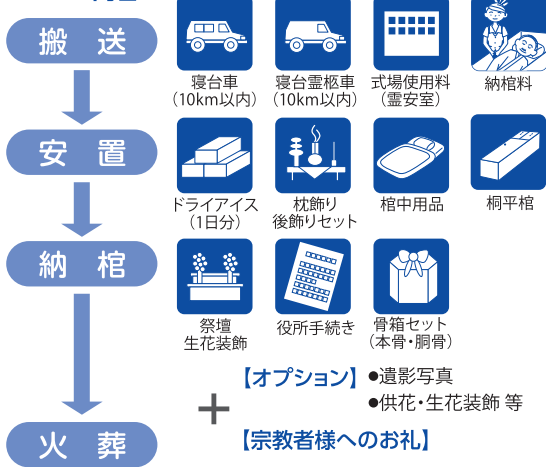 搬送
安置
納棺
火葬
寝台車
（10km以内）
寝台霊柩車
（10km以内）
式場使用料
（霊安室）
納棺料
ドライアイス
（1日分）
枕飾り
後飾りセット
棺中用品
桐平棺
祭壇
生花装飾
役所手続き
骨箱セット
（本骨・胴骨）
+
【オプション】
●遺影写真
●供花・生花装飾 等
【宗教者様へのお礼】